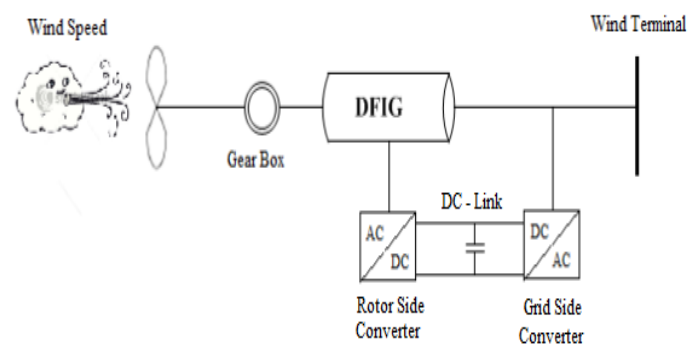 Wind Speed
Wind Terminal
DFIG
Gear Box
DC - Link
AC
DC
DC
AC
Rotor Side
Converter
Grid Side
Converter